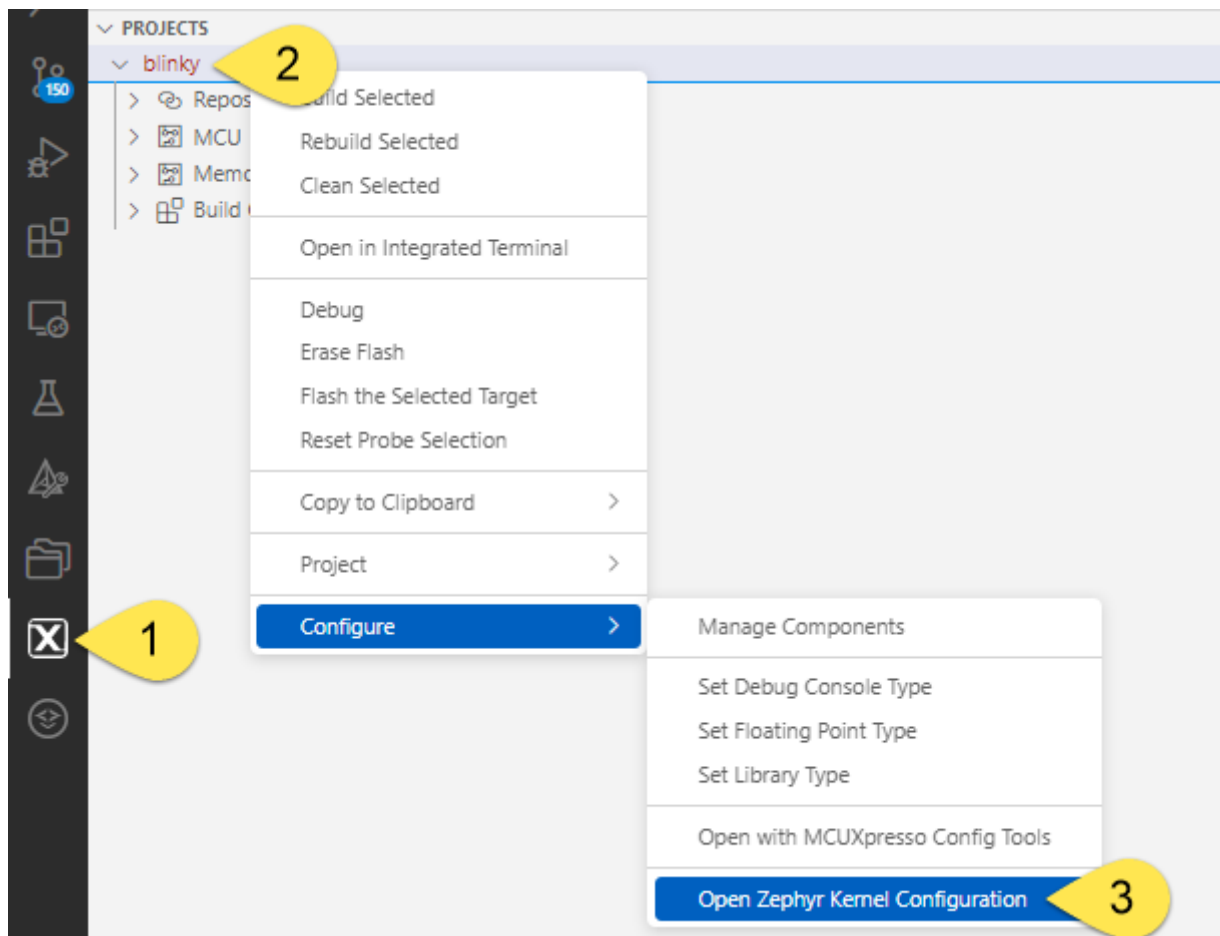 PROJECTS
blinky
2
150
Repos
Build Selected
MCU
Rebuild Selected
Memo
Clean Selected
Build
Open in Integrated Terminal
Debug
Erase Flash
Flash the Selected Target
Reset Probe Selection
Copy to Clipboard
Project
X
1
Configure
Manage Components
Set Debug Console Type
Set Floating Point Type
Set Library Type
Open with MCUXpresso Config Tools
Open Zephyr Kernel Configuration
3